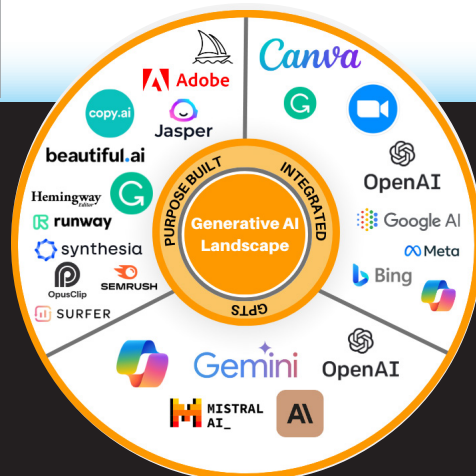 Canva
Adobe
copy.ai
Jasper
beautiful.ai
OpenAI
Hemingway
Editor
runway
Google AI
synthesia
Meta
OpusClip
SEMRUSH
Bing
SURFER
PURPOSE BUILT
INTEGRATED
GPTS
Generative AI
Landscape
Gemini
OpenAI
MISTRAL
AI_
A\